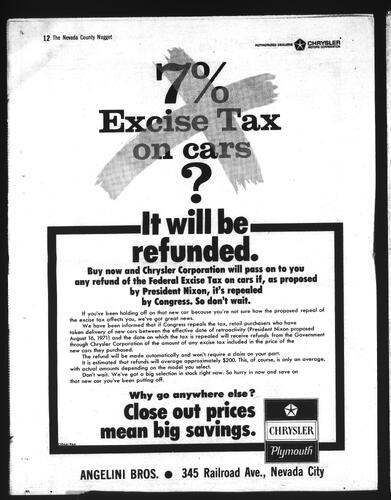 12 The Nevada County Nugget
AUTHORIZED DEALERS CHRYSLER
MOTORS CORPORATION
7%
Excise Tax
on cars
?
It will be
refunded.
Buy now and Chrysler Corporation will pass on to you
any refund of the Federal Excise Tax on cars if, as proposed
by President Nixon, it's repealed
by Congress. So don't wait.
If you've been holding off on that new car because you're not sure how the proposed repeal of
the excise tax affects you, we've got great news.
We have been informed that if Congress repeals the tax, retail purchasers who have
taken delivery of new cars between the effective date of retroactivity (President Nixon proposed
August 16, 1971) and the date on which the tax is repealed will receive refunds from the Government
through Chrysler Corporation of the amount of any excise tax included in the price of the
new cars they purchased.
The refund will be made automatically and won't require a claim on your part.
It is estimated that refunds will average approximately $200. This, of course, is only an average,
with actual amounts depending on the model you select.
Don't wait. We've got a big selection in stock right now. So hurry in now and save on
that new car you've been putting off.
Why go anywhere else?
Close out prices
mean big savings.
CHRYSLER
Plymouth
ANGELINI BROS. ● 345 Railroad Ave., Nevada City